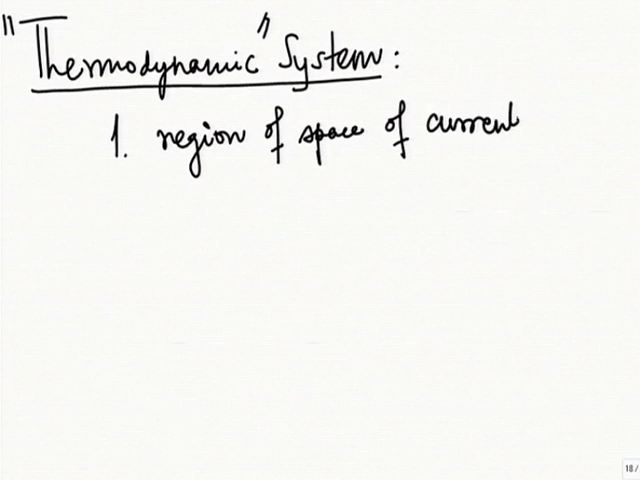 "Thermodynamic" System:
1. region of space of current
18/